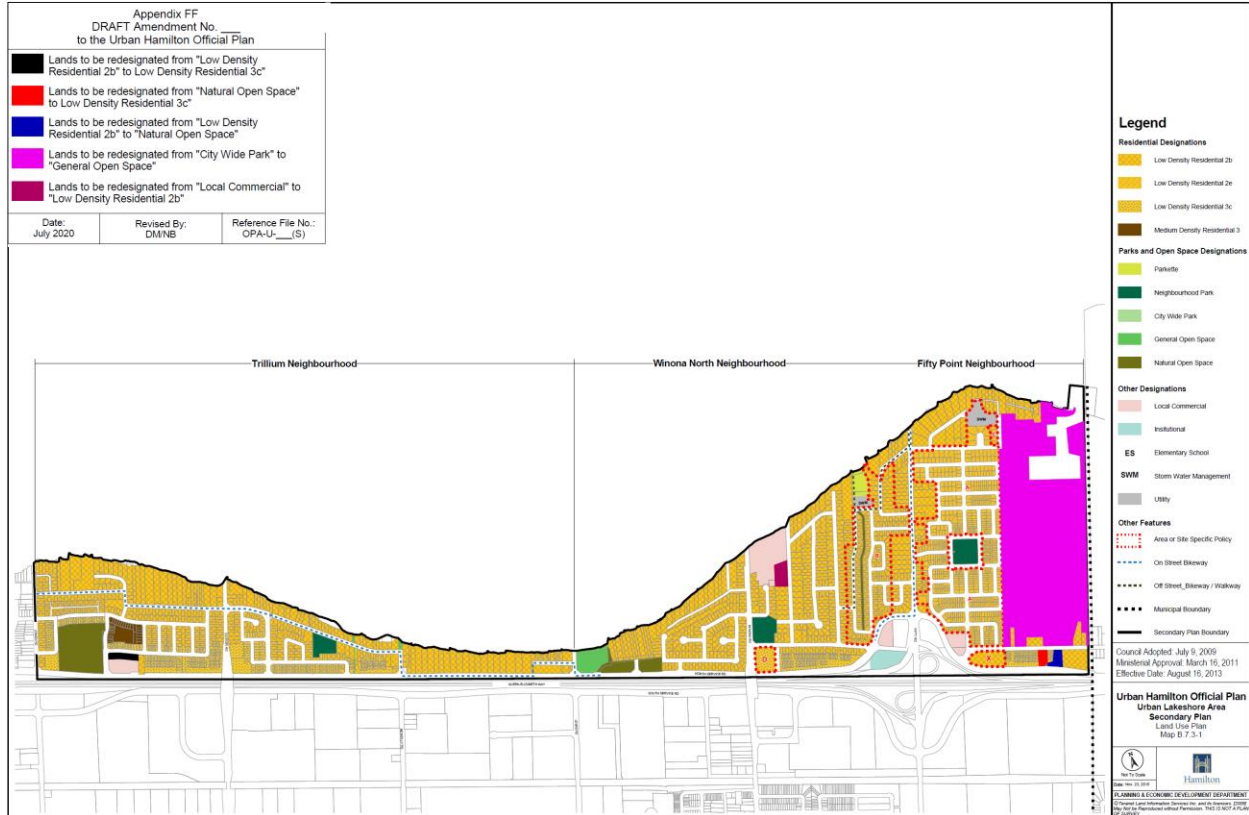 Appendix FF
DRAFT Amendment No. ___
to the Urban Hamilton Official Plan
Lands to be redesignated from "Low Density
Residential 2b" to Low Density Residential 3c"
Lands to be redesignated from "Natural Open Space"
to Low Density Residential 3c"
Lands to be redesignated from "Low Density
Residential 2b" to "Natural Open Space"
Lands to be redesignated from "City Wide Park" to
"General Open Space"
Lands to be redesignated from "Local Commercial" to
"Low Density Residential 2b"
Date:
July 2020
Revised By:
DM/NB
Reference File No.:
OPA-U-___(S)
Trillium Neighbourhood
Winona North Neighbourhood
Fifty Point Neighbourhood
SWM
SWM
Legend
Residential Designations
Low Density Residential 2b
Low Density Residential 2e
Low Density Residential 3c
Medium Density Residential 3
Parks and Open Space Designations
Parkette
Neighbourhood Park
City Wide Park
General Open Space
Natural Open Space
Other Designations
Local Commercial
Insitutional
ES Elementary School
SWM Storm Water Management
Utility
Other Features
Area or Site Specific Policy
On Street Bikeway
Off Street_Bikeway / Walkway
Municipal Boundary
Secondary Plan Boundary
Council Adopted: July 9, 2009
Ministerial Approval: March 16, 2011
Effective Date: August 16, 2013
Urban Hamilton Official Plan
Urban Lakeshore Area
Secondary Plan
Land Use Plan
Map B.7.3-1
N
Not To Scale
Hamilton
PLANNING & ECONOMIC DEVELOPMENT DEPARTMENT